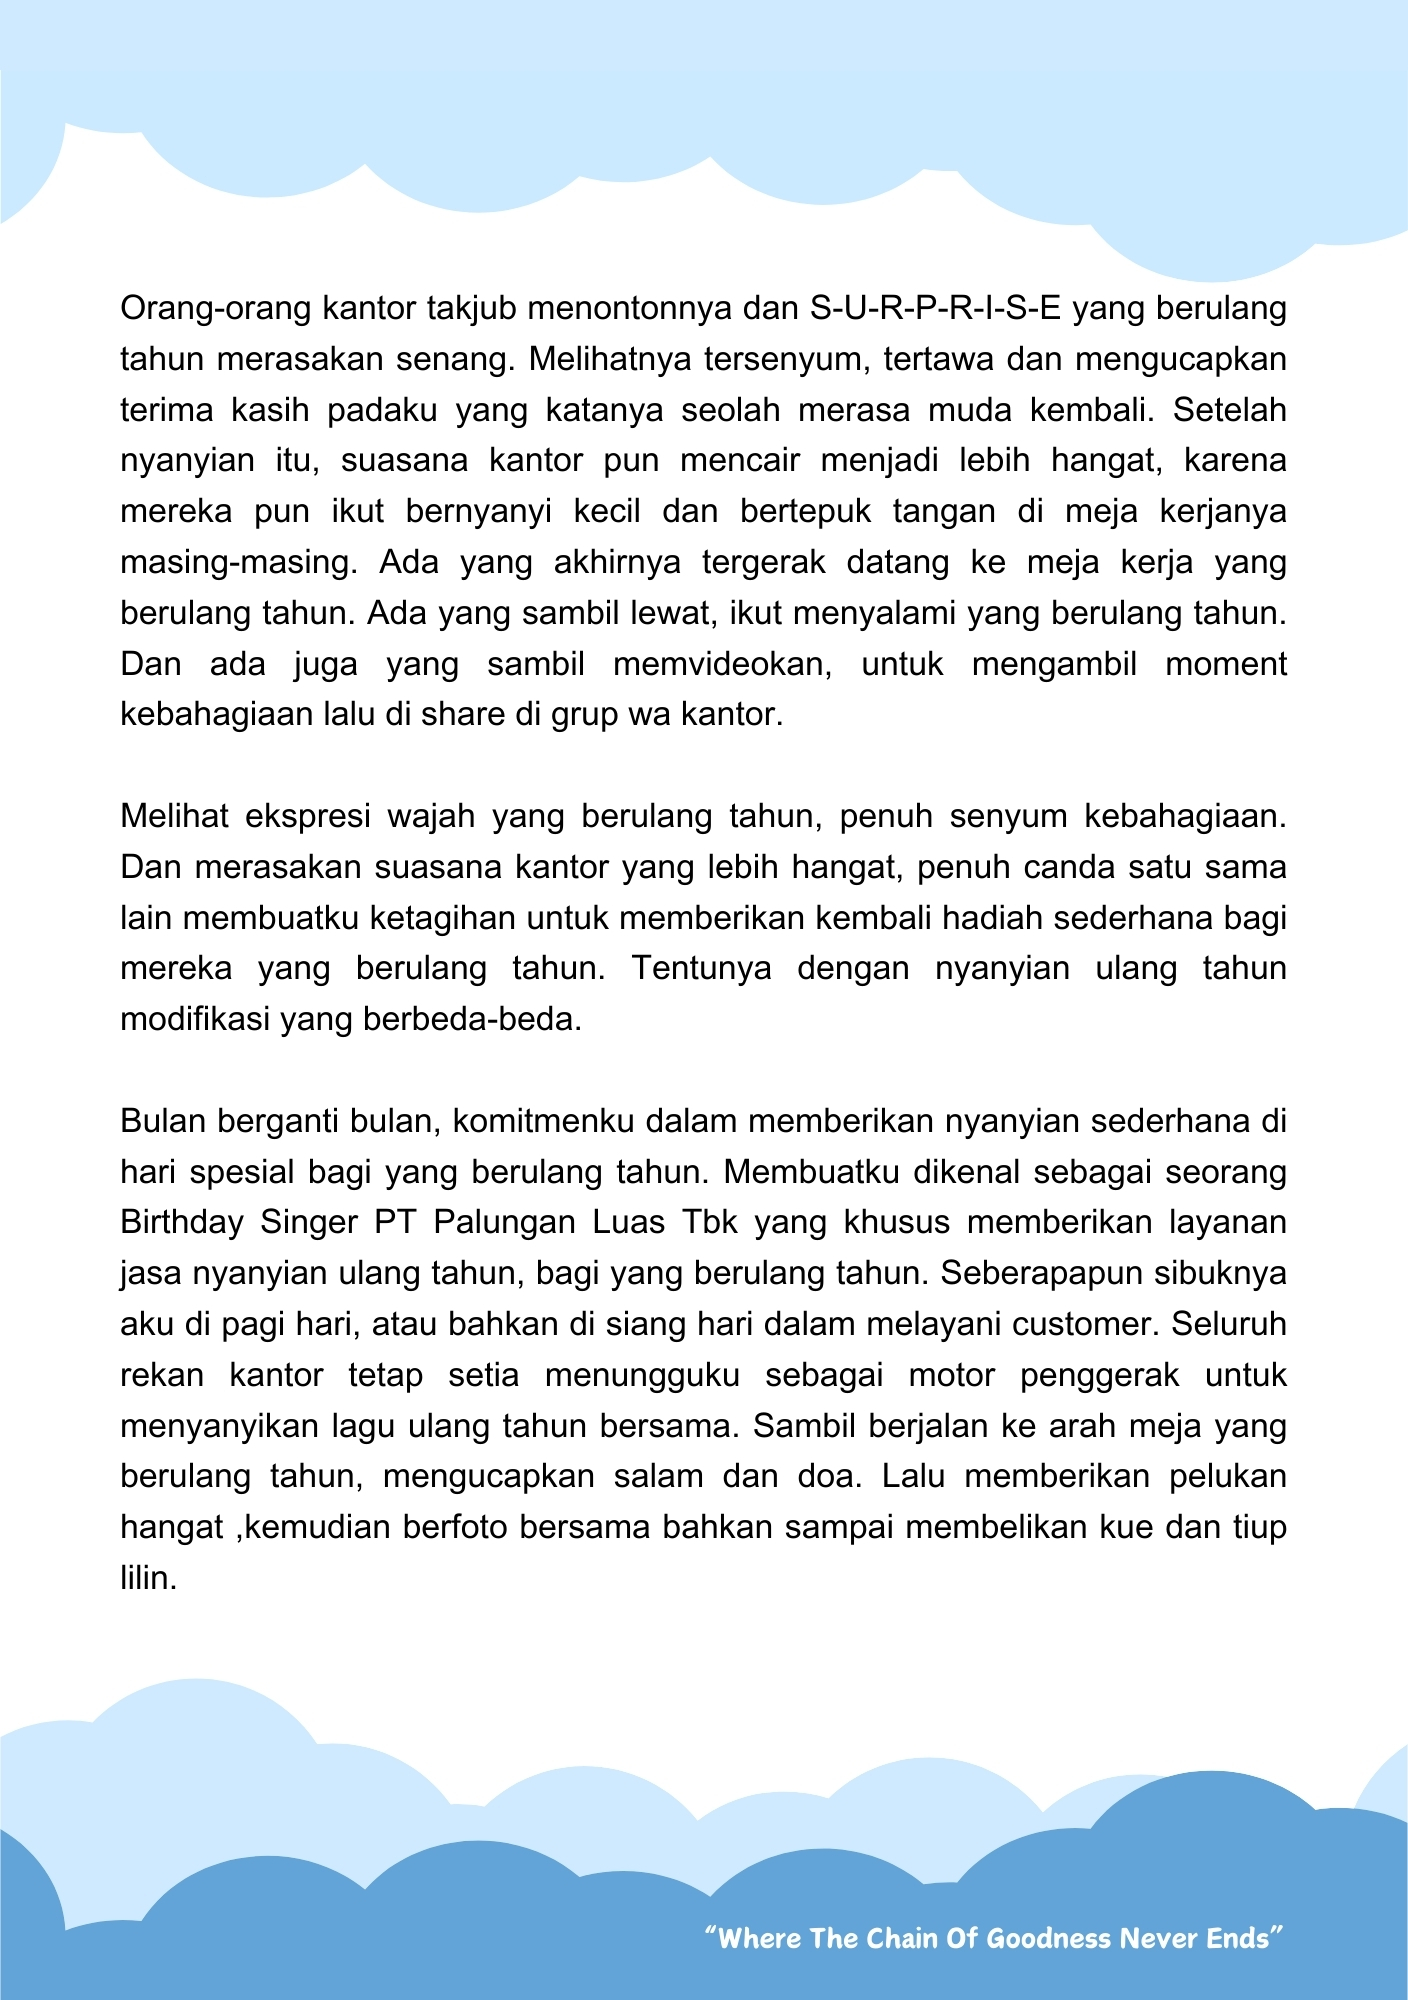 Orang-orang kantor takjub menontonnya dan S-U-R-P-R-I-S-E yang berulang
tahun merasakan senang. Melihatnya tersenyum, tertawa dan mengucapkan
terima kasih padaku yang katanya seolah merasa muda kembali. Setelah
nyanyian itu, suasana kantor pun mencair menjadi lebih hangat, karena
mereka pun ikut bernyanyi kecil dan bertepuk tangan di meja kerjanya
masing-masing. Ada yang akhirnya tergerak datang ke meja kerja yang
berulang tahun. Ada yang sambil lewat, ikut menyalami yang berulang tahun.
Dan ada juga yang sambil memvideokan, untuk mengambil moment
kebahagiaan lalu di share di grup wa kantor.
Melihat ekspresi wajah yang berulang tahun, penuh senyum kebahagiaan.
Dan merasakan suasana kantor yang lebih hangat, penuh canda satu sama
lain membuatku ketagihan untuk memberikan kembali hadiah sederhana bagi
mereka yang berulang tahun. Tentunya dengan nyanyian ulang tahun
modifikasi yang berbeda-beda.
Bulan berganti bulan, komitmenku dalam memberikan nyanyian sederhana di
hari spesial bagi yang berulang tahun. Membuatku dikenal sebagai seorang
Birthday Singer PT Palungan Luas Tbk yang khusus memberikan layanan
jasa nyanyian ulang tahun, bagi yang berulang tahun. Seberapapun sibuknya
aku di pagi hari, atau bahkan di siang hari dalam melayani customer. Seluruh
rekan kantor tetap setia menungguku sebagai motor penggerak untuk
menyanyikan lagu ulang tahun bersama. Sambil berjalan ke arah meja yang
berulang tahun, mengucapkan salam dan doa. Lalu memberikan pelukan
hangat ,kemudian berfoto bersama bahkan sampai membelikan kue dan tiup
lilin.
“Where The Chain Of Goodness Never Ends”